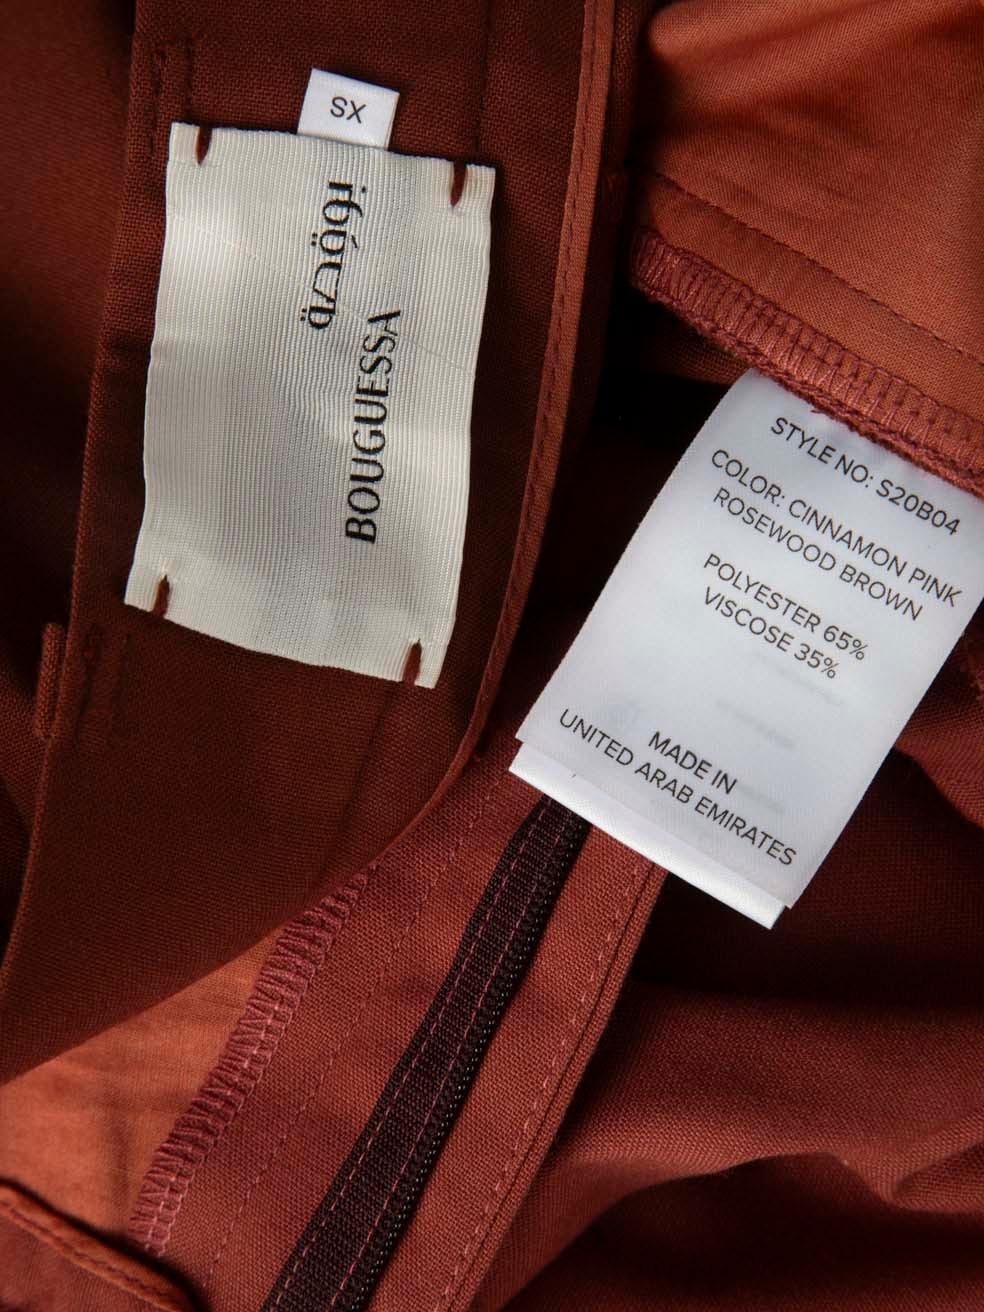 XS
بوقصة
BOUGUESSA
STYLE NO: S20B04
COLOR: CINNAMON PINK
ROSEWOOD BROWN
POLYESTER 65%
VISCOSE 35%
MADE IN
UNITED ARAB EMIRATES